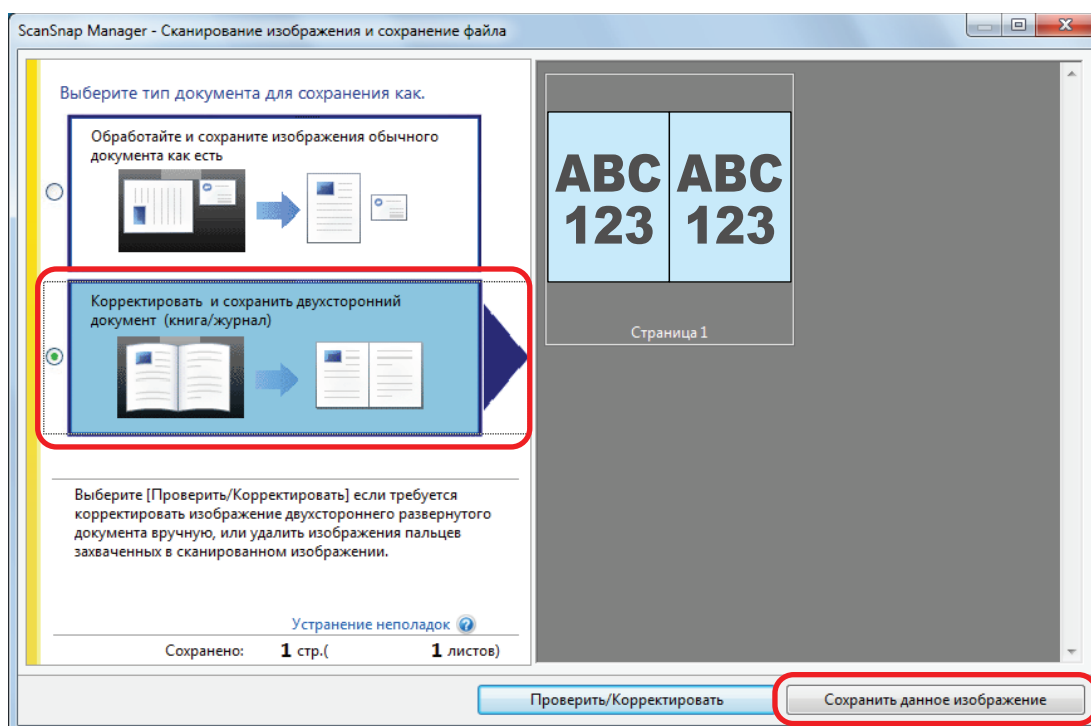 ScanSnap Manager - Сканирование изображения и сохранение файла
Выберите тип документа для сохранения как.
Обработайте и сохраните изображения обычного
документа как есть
Корректировать и сохранить двухсторонний
документ (книга/журнал)
Выберите [Проверить/Корректировать] если требуется
корректировать изображение двухстороннего развернутого
документа вручную, или удалить изображения пальцев
захваченных в сканированном изображении.
Устранение неполадок
Сохранено: 1 стр.( 1 листов)
ABC ABC
123 123
Страница 1
Проверить/Корректировать Сохранить данное изображение